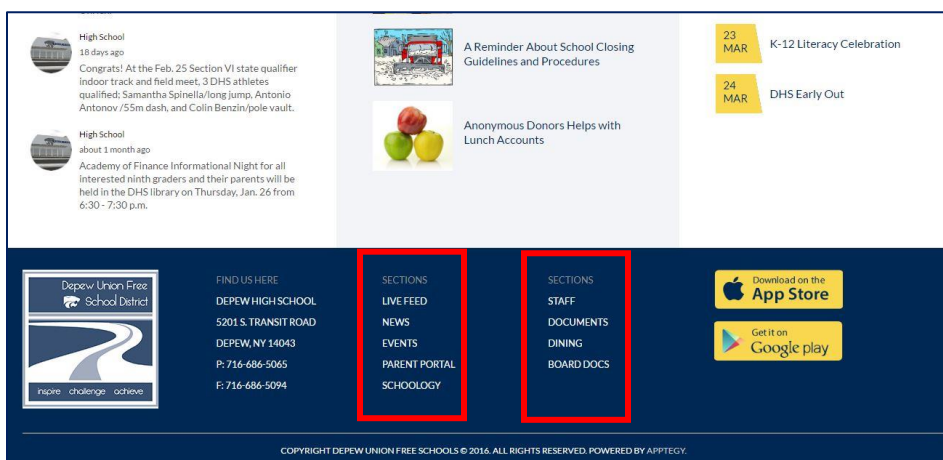 High School
18 days ago
Congrats! At the Feb. 25 Section VI state qualifier
indoor track and field meet, 3 DHS athletes
qualified; Samantha Spinella/long jump, Antonio
Antonov /55m dash, and Colin Benzin/pole vault.
High School
about 1 month ago
Academy of Finance Informational Night for all
interested ninth graders and their parents will be
held in the DHS library on Thursday, Jan. 26 from
6:30 - 7:30 p.m.
A Reminder About School Closing
Guidelines and Procedures
Anonymous Donors Helps with
Lunch Accounts
23
MAR
K-12 Literacy Celebration
24
MAR
DHS Early Out
Depew Union Free
School District
inspire challenge achieve
FIND US HERE
DEPEW HIGH SCHOOL
5201 S. TRANSIT ROAD
DEPEW, NY 14043
P: 716-686-5065
F: 716-686-5094
SECTIONS
LIVE FEED
NEWS
EVENTS
PARENT PORTAL
SCHOOLOGY
SECTIONS
STAFF
DOCUMENTS
DINING
BOARD DOCS
Download on the
App Store
Get it on
Google play
COPYRIGHT DEPEW UNION FREE SCHOOLS © 2016. ALL RIGHTS RESERVED. POWERED BY APPTEGY.